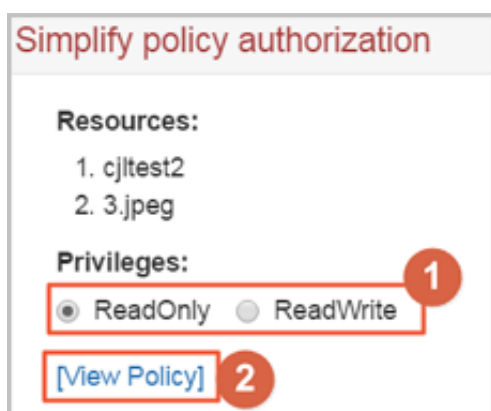 Simplify policy authorization
Resources:
1. cjltest2
2. 3.jpeg
Privileges:
1
ReadOnly ReadWrite
[View Policy] 2